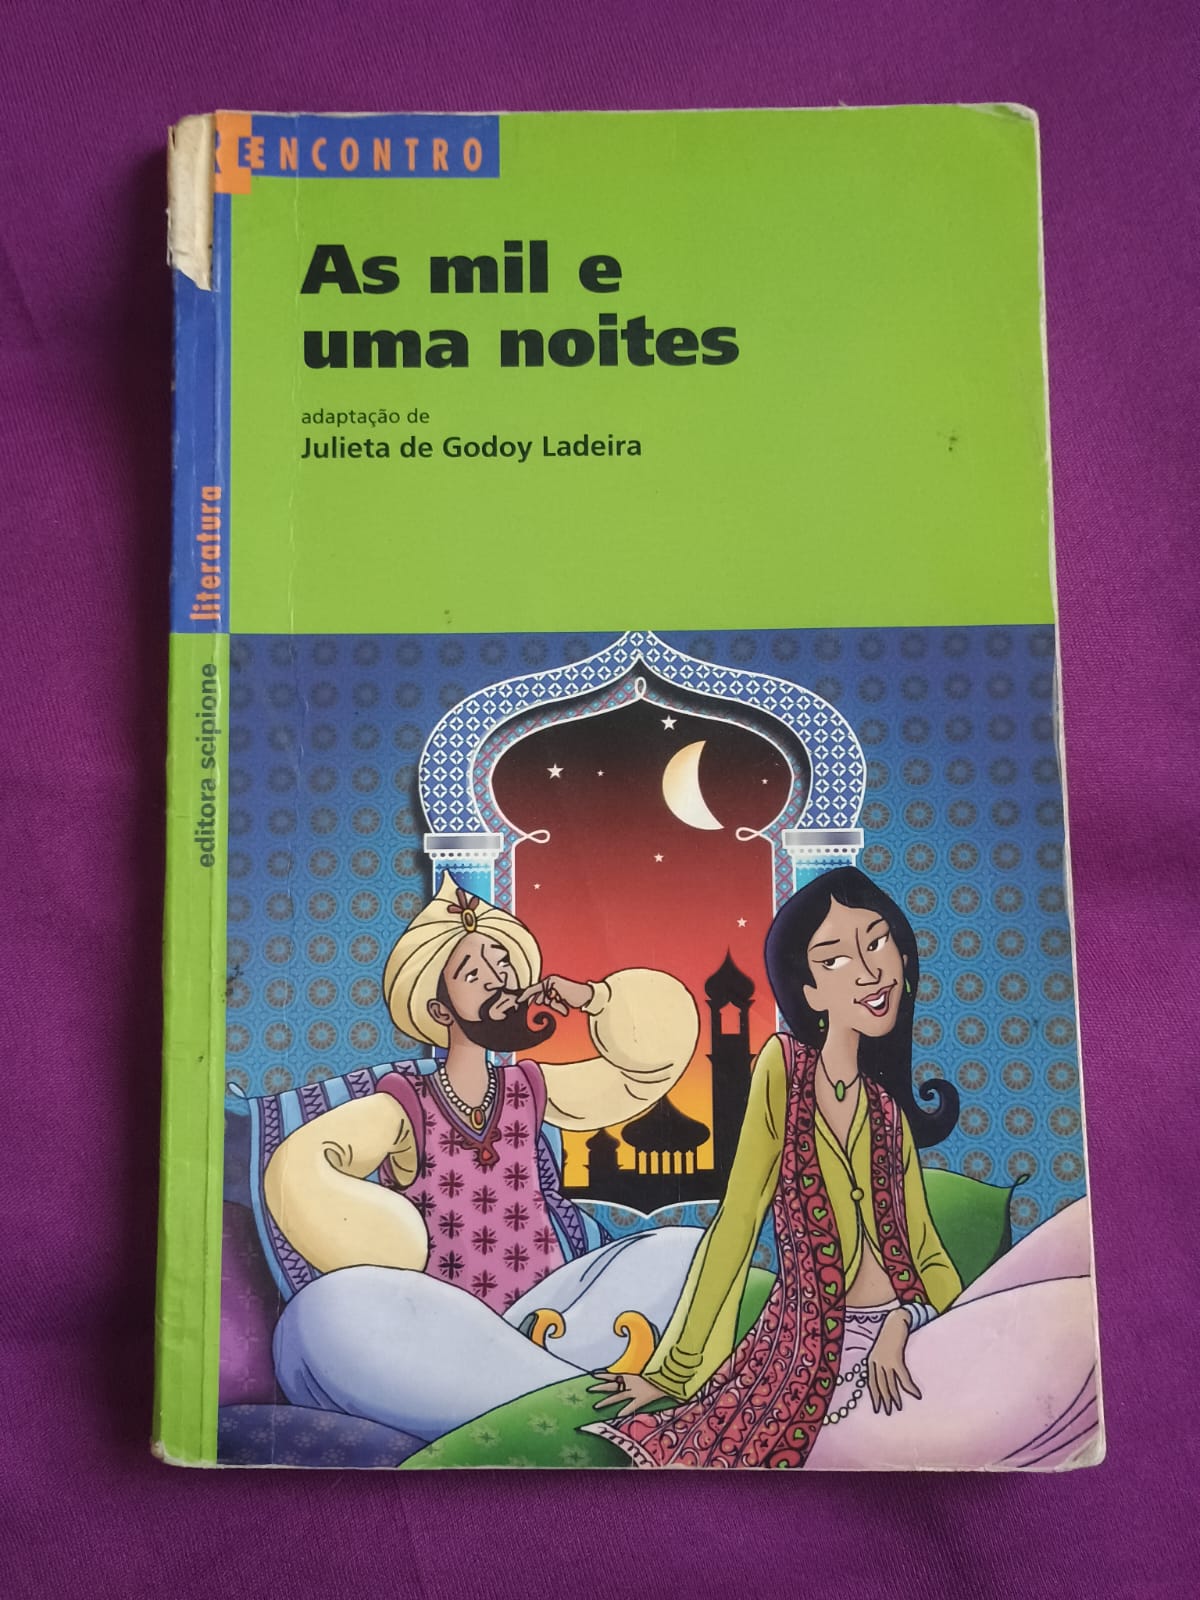 REENCONTRO
As mil e
uma noites
adaptação de
Julieta de Godoy Ladeira
literatura
editora scipione